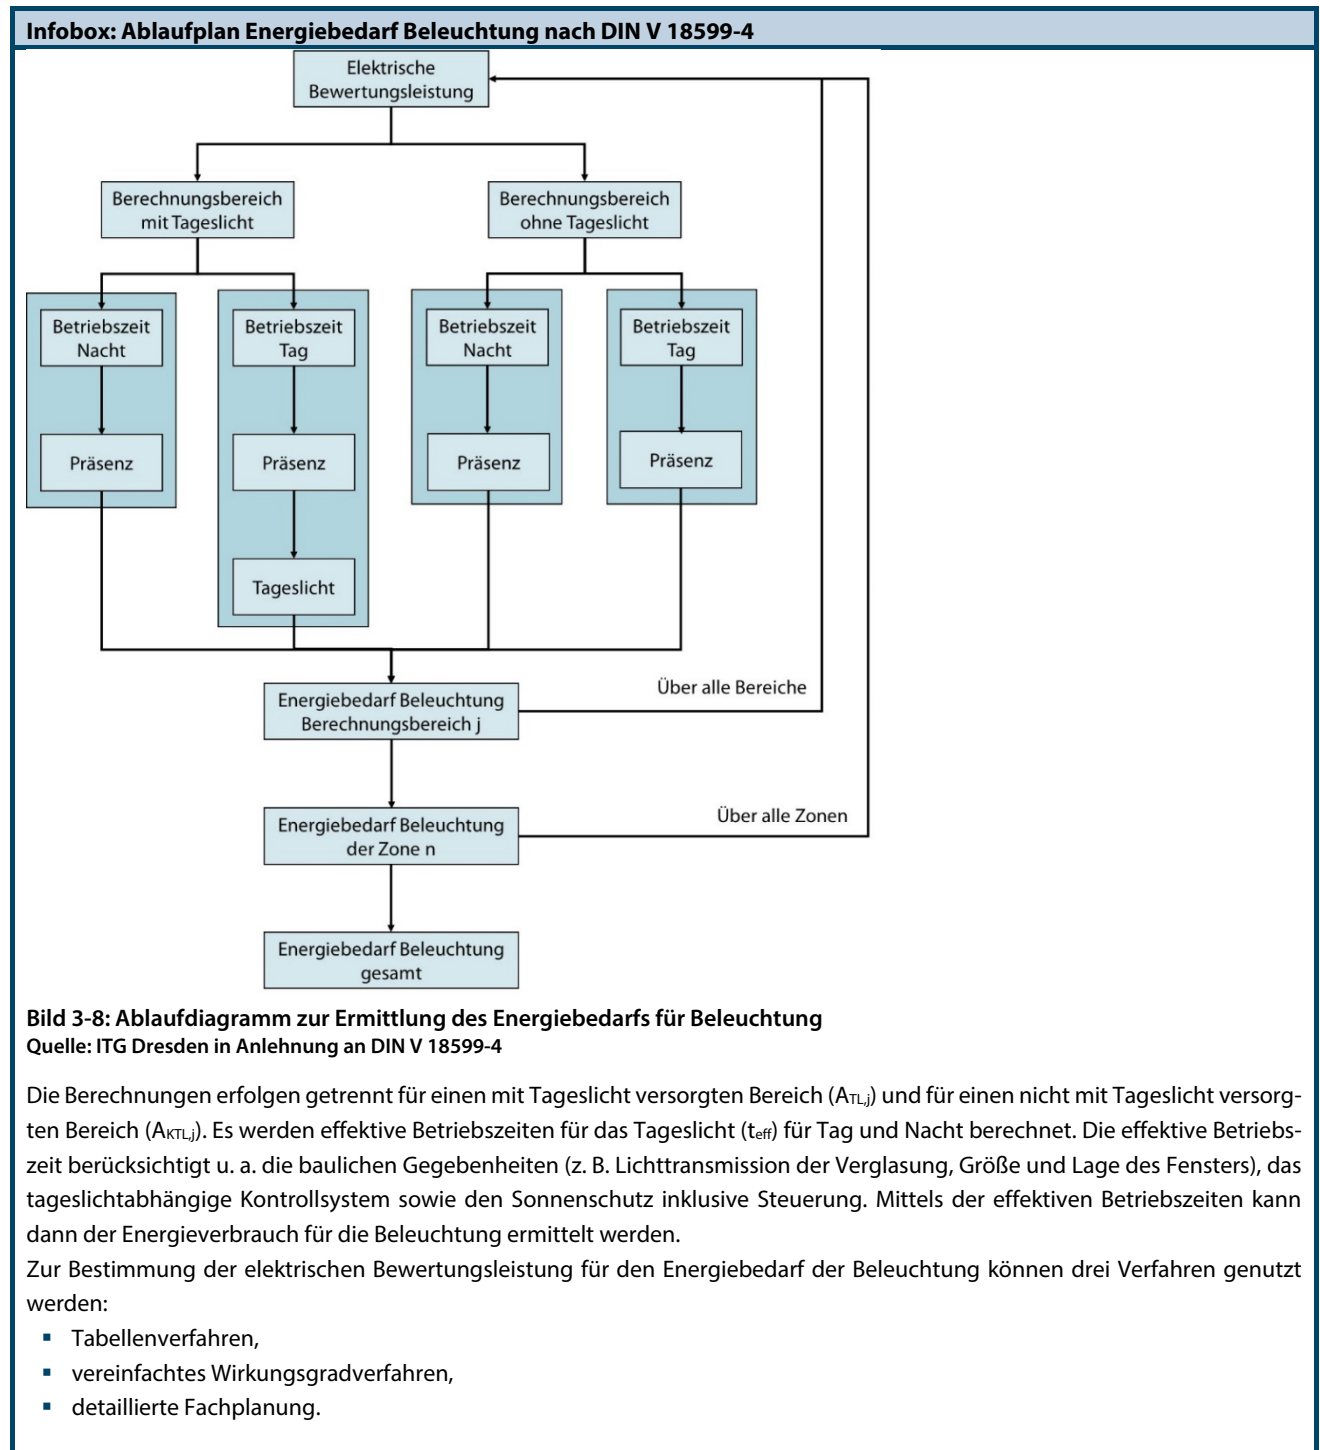 Infobox: Ablaufplan Energiebedarf Beleuchtung nach DIN V 18599-4
Elektrische
Bewertungsleistung
Berechnungsbereich
mit Tageslicht
Berechnungsbereich
ohne Tageslicht
Betriebszeit
Nacht
Betriebszeit
Tag
Betriebszeit
Nacht
Betriebszeit
Tag
Präsenz
Präsenz
Präsenz
Präsenz
Tageslicht
Energiebedarf Beleuchtung
Berechnungsbereich j
Über alle Bereiche
Energiebedarf Beleuchtung
der Zone n
Über alle Zonen
Energiebedarf Beleuchtung
gesamt
Bild 3-8: Ablaufdiagramm zur Ermittlung des Energiebedarfs für Beleuchtung
Quelle: ITG Dresden in Anlehnung an DIN V 18599-4
Die Berechnungen erfolgen getrennt für einen mit Tageslicht versorgten Bereich (ATL,j) und für einen nicht mit Tageslicht versorg-
ten Bereich (AKTL,j). Es werden effektive Betriebszeiten für das Tageslicht (teff) für Tag und Nacht berechnet. Die effektive Betriebs-
zeit berücksichtigt u. a. die baulichen Gegebenheiten (z. B. Lichttransmission der Verglasung, Größe und Lage des Fensters), das
tageslichtabhängige Kontrollsystem sowie den Sonnenschutz inklusive Steuerung. Mittels der effektiven Betriebszeiten kann
dann der Energieverbrauch für die Beleuchtung ermittelt werden.
Zur Bestimmung der elektrischen Bewertungsleistung für den Energiebedarf der Beleuchtung können drei Verfahren genutzt
werden:
▪ Tabellenverfahren,
▪ vereinfachtes Wirkungsgradverfahren,
▪ detaillierte Fachplanung.